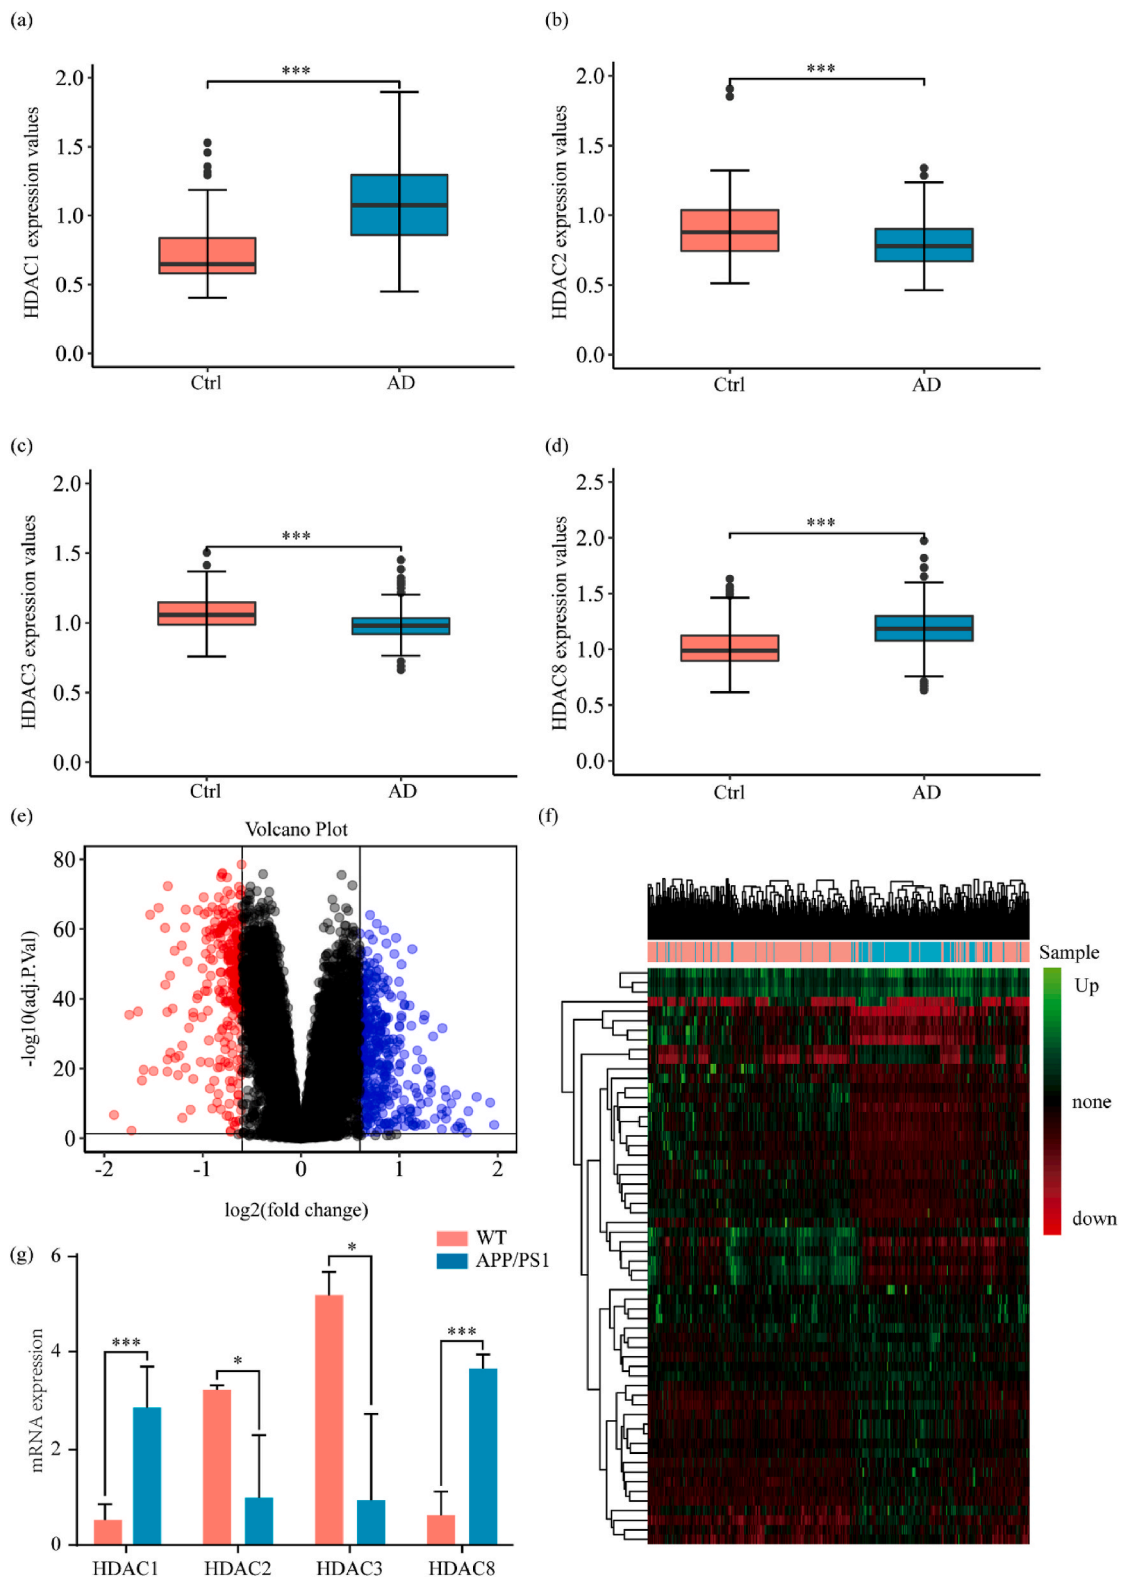 (a)
***
2.0
1.5
1.0
0.5
0.0
HDAC1 expression values
Ctrl
AD
(b)
***
2.0
1.5
1.0
0.5
0.0
HDAC2 expression values
Ctrl
AD
(c)
***
2.0
1.5
1.0
0.5
0.0
HDAC3 expression values
Ctrl
AD
(d)
***
2.5
2.0
1.5
1.0
0.5
0.0
HDAC8 expression values
Ctrl
AD
(e)
Volcano Plot
80
60
40
20
0
-log10(adj.P.Val)
-2
-1
0
1
2
log2(fold change)
(f)
Sample
Up
none
down
(g)
WT
APP/PS1
6
4
2
0
mRNA expression
***
*
*
***
HDAC1
HDAC2
HDAC3
HDAC8